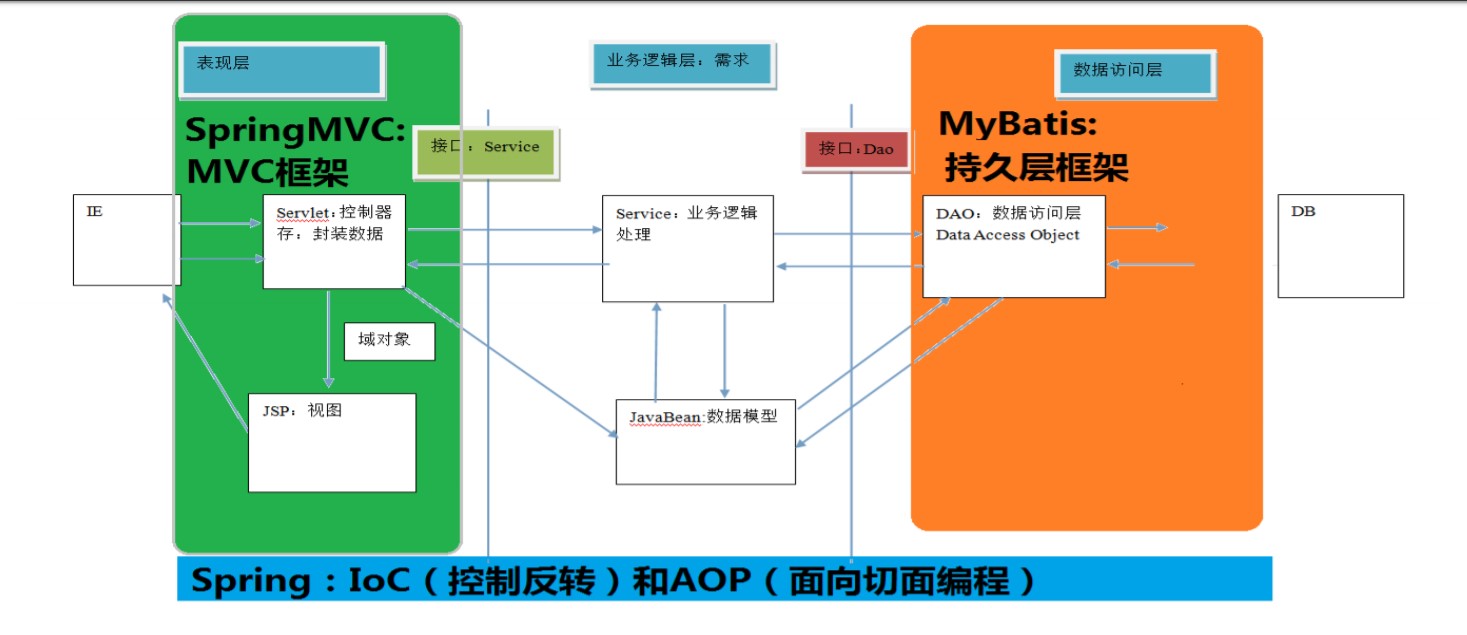 表现层
业务逻辑层：需求
数据访问层
SpringMVC:
MVC框架
接口：Service
接口:Dao
MyBatis:
持久层框架
IE
Servlet:控制器
存：封装数据
Service：业务逻辑
处理
DAO：数据访问层
Data Access Object
DB
域对象
JSP：视图
JavaBean:数据模型
Spring：IoC（控制反转）和AOP（面向切面编程）